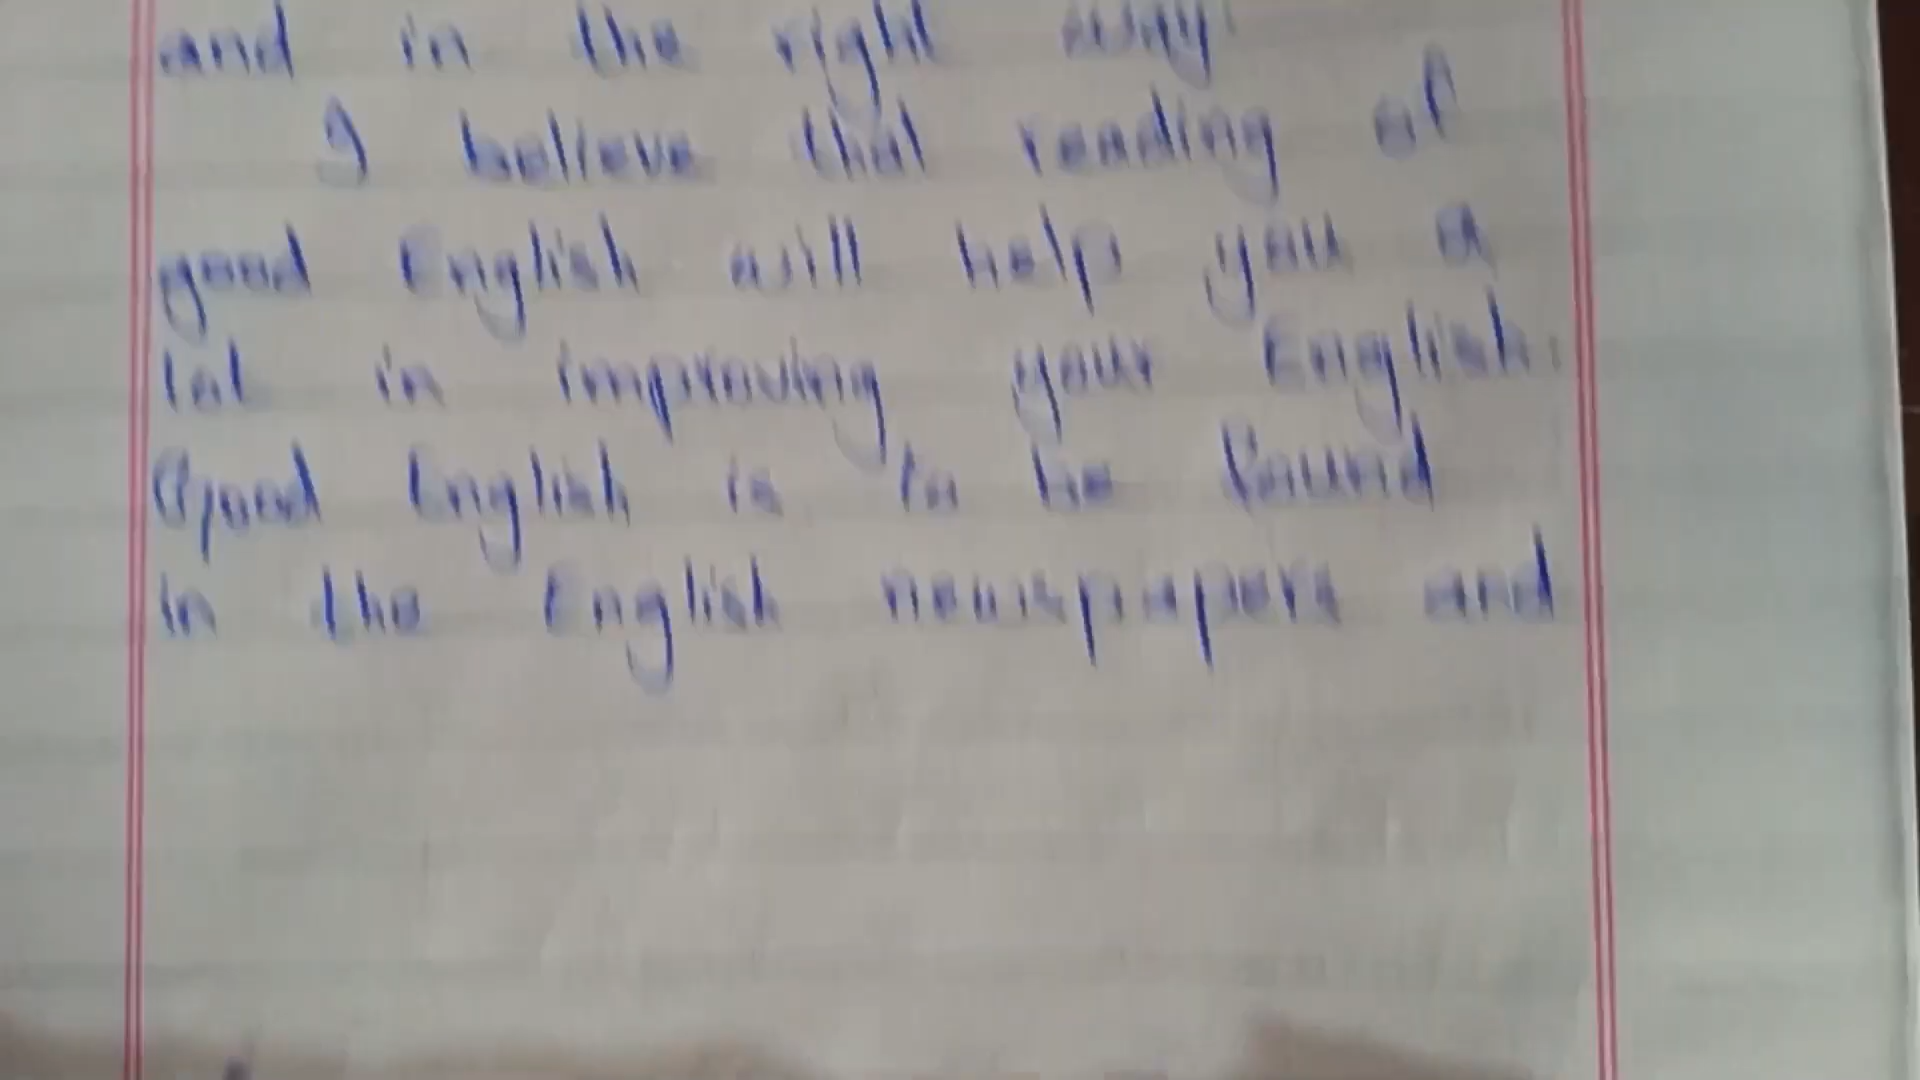 and in the right way.
I believe that reading of
good English will help you a
lot in improving your English.
Good English is to be found
in the English newspapers and